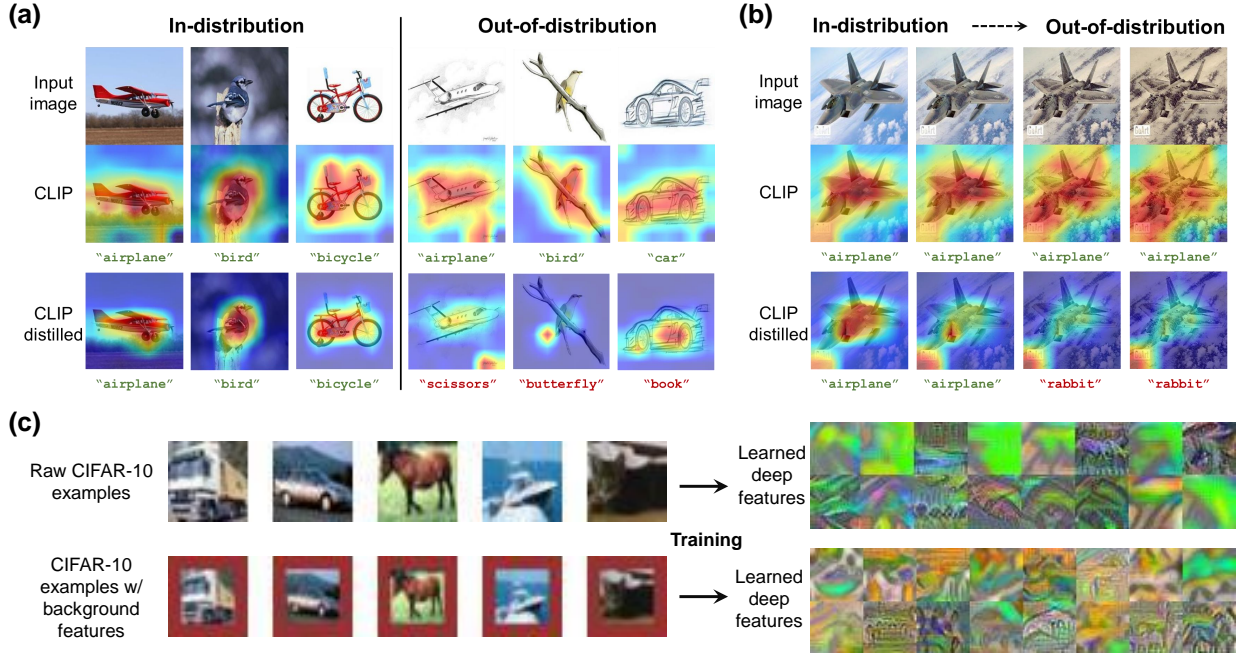 (a)
In-distribution
Out-of-distribution
Input
image
CLIP
"airplane"
"bird"
"bicycle"
"airplane"
"bird"
"car"
CLIP
distilled
"airplane"
"bird"
"bicycle"
"scissors"
"butterfly"
"book"
(b)
In-distribution
Out-of-distribution
Input
image
CLIP
"airplane"
"airplane"
"airplane"
"airplane"
CLIP
distilled
"airplane"
"airplane"
"rabbit"
"rabbit"
(c)
Raw CIFAR-10
examples
Learned
deep
features
Training
CIFAR-10
examples w/
background
features
Learned
deep
features